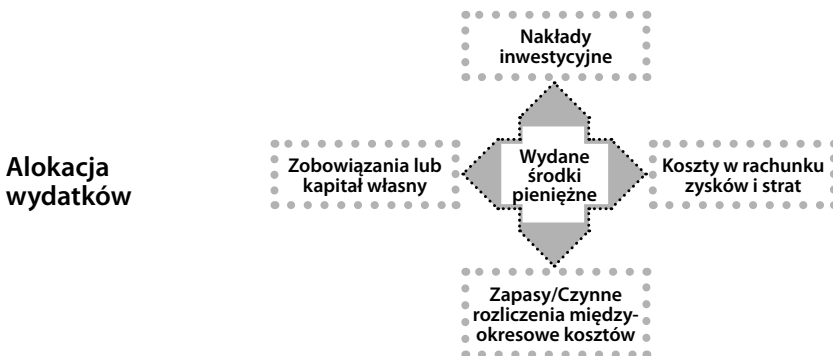 Nakłady
inwestycyjne
Alokacja
wydatków
Zobowiązania lub
kapitał własny
Wydane
środki
pieniężne
Koszty w rachunku
zysków i strat
Zapasy/Czynne
rozliczenia między-
okresowe kosztów